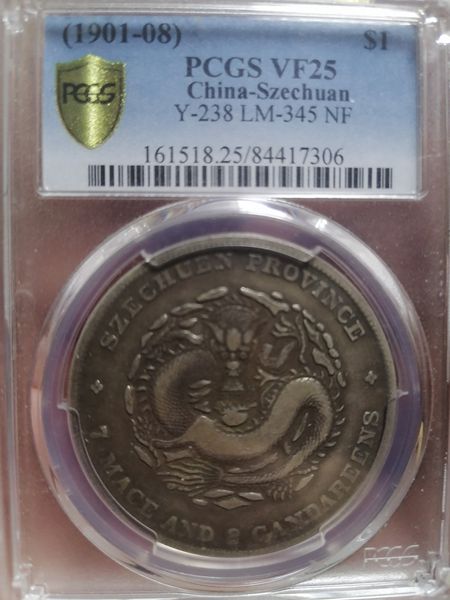 (1901-08) $1
PCGS VF25
China-Szechuan
Y-238 LM-345 NF
161518.25/84417306
PCGS
SZECHUEN PROVINCE
7 MACE AND 2 CANDAREENS
PCGS